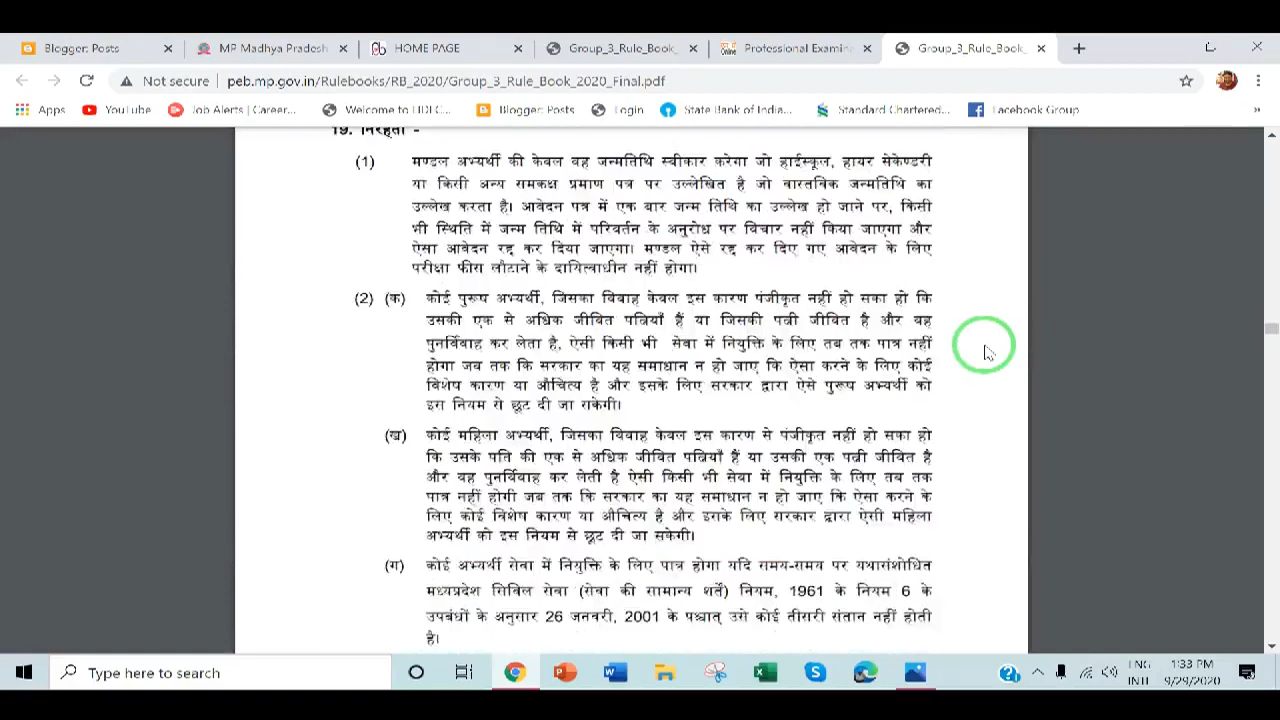 Blogger: Posts
MP Madhya Pradesh
HOME PAGE
Group_3_Rule_Book_
Professional Examin
Group_3_Rule_Book_
Not secure peb.mp.gov.in/Rulebooks/RB_2020/Group_3_Rule_Book_2020_Final.pdf
Apps YouTube Job Alerts | Career... Blogger: Posts Login State Bank of India... Standard Chartered... Facebook Group »
19. निरर्हता -
(1) मण्डल अभ्यर्थी की केवल वह जन्मतिथि स्वीकार करेगा जो हाईस्कूल, हायर सेकेण्डरी
या किसी अन्य समकक्ष प्रमाण पत्र पर उल्लेखित है जो वास्तविक जन्मतिथि का
उल्लेख करता है। आवेदन पत्र में एक बार जन्म तिथि का उल्लेख हो जाने पर, किसी
भी स्थिति में जन्म तिथि में परिवर्तन के अनुरोध पर विचार नहीं किया जाएगा और
ऐसा आवेदन रद्द कर दिया जाएगा। मण्डल ऐसे रद्द कर दिए गए आवेदन के लिए
परीक्षा फीस लौटाने के दायित्वाधीन नहीं होगा।
(2) (क) कोई पुरूष अभ्यर्थी, जिसका विवाह केवल इस कारण पंजीकृत नहीं हो सका हो कि
उसकी एक से अधिक जीवित पत्नियाँ हैं या जिसकी पत्नी जीवित है और वह
पुनर्विवाह कर लेता है, ऐसी किसी भी सेवा में नियुक्ति के लिए तब तक पात्र नहीं
होगा जब तक कि सरकार का यह समाधान न हो जाए कि ऐसा करने के लिए कोई
विशेष कारण या औचित्य है और इसके लिए सरकार द्वारा ऐसे पुरूष अभ्यर्थी को
इस नियम से छूट दी जा सकेगी।
(ख) कोई महिला अभ्यर्थी, जिसका विवाह केवल इस कारण से पंजीकृत नहीं हो सका हो
कि उसके पति की एक से अधिक जीवित पत्नियाँ हैं या उसकी एक पत्नी जीवित है
और वह पुनर्विवाह कर लेती है ऐसी किसी भी सेवा में नियुक्ति के लिए तब तक
पात्र नहीं होगी जब तक कि सरकार का यह समाधान न हो जाए कि ऐसा करने के
लिए कोई विशेष कारण या औचित्य है और इसके लिए सरकार द्वारा ऐसी महिला
अभ्यर्थी को इस नियम से छूट दी जा सकेगी।
(ग) कोई अभ्यर्थी सेवा में नियुक्ति के लिए पात्र होगा यदि समय-समय पर यथासंशोधित
मध्यप्रदेश सिविल सेवा (सेवा की सामान्य शर्तें) नियम, 1961 के नियम 6 के
उपबंधों के अनुसार 26 जनवरी, 2001 के पश्चात् उसे कोई तीसरी संतान नहीं होती
है।
Type here to search
ENG 1:33 PM
INTL 9/29/2020